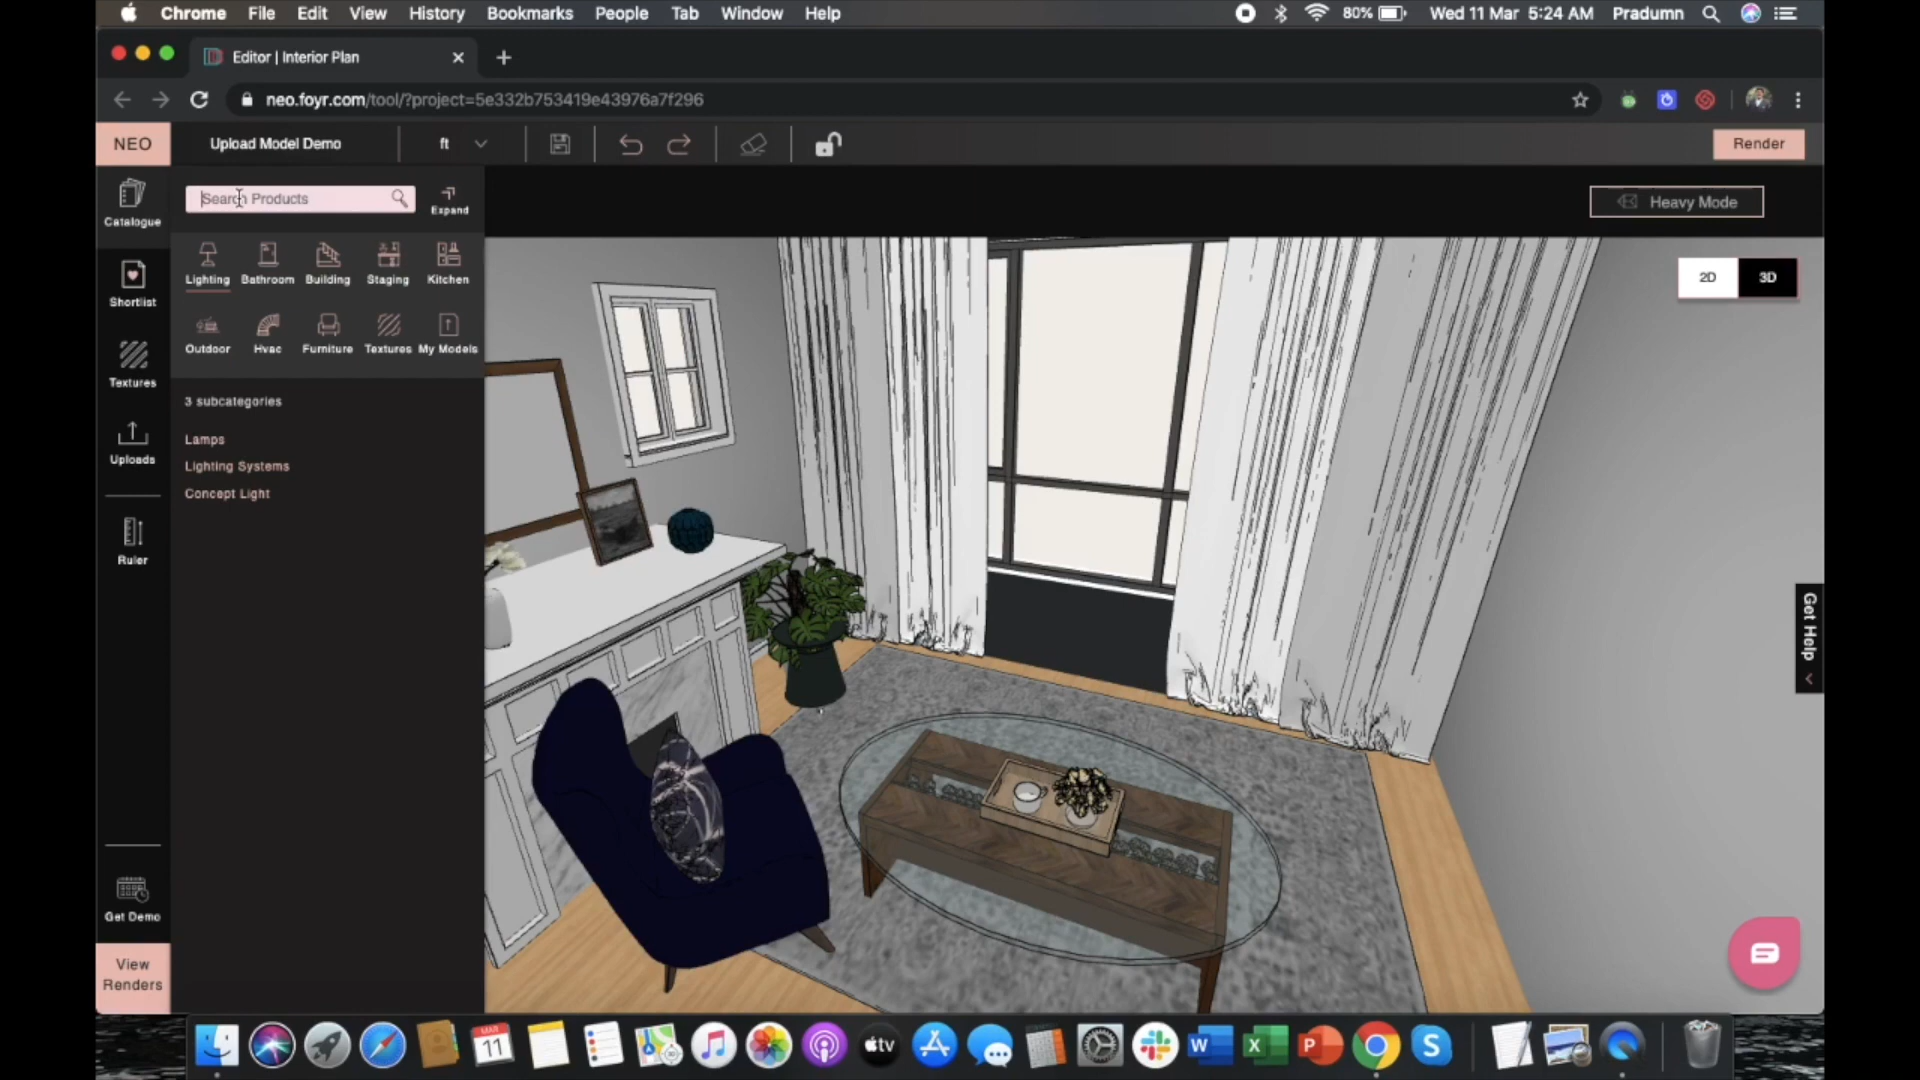 Chrome File Edit View History Bookmarks People Tab Window Help 80% Wed 11 Mar 5:24 AM Pradumn
Editor | Interior Plan
neo.foyr.com/tool/?project=5e332b753419e43976a7f296
NEO Upload Model Demo ft Render
Search Products Expand
Catalogue
Heavy Mode
Lighting Bathroom Building Staging Kitchen
2D 3D
Shortlist
Outdoor Hvac Furniture Textures My Models
Textures
3 subcategories
Lamps
Lighting Systems
Concept Light
Uploads
Ruler
Get Help
Get Demo
View
Renders
MAR
11
tv
W X P S